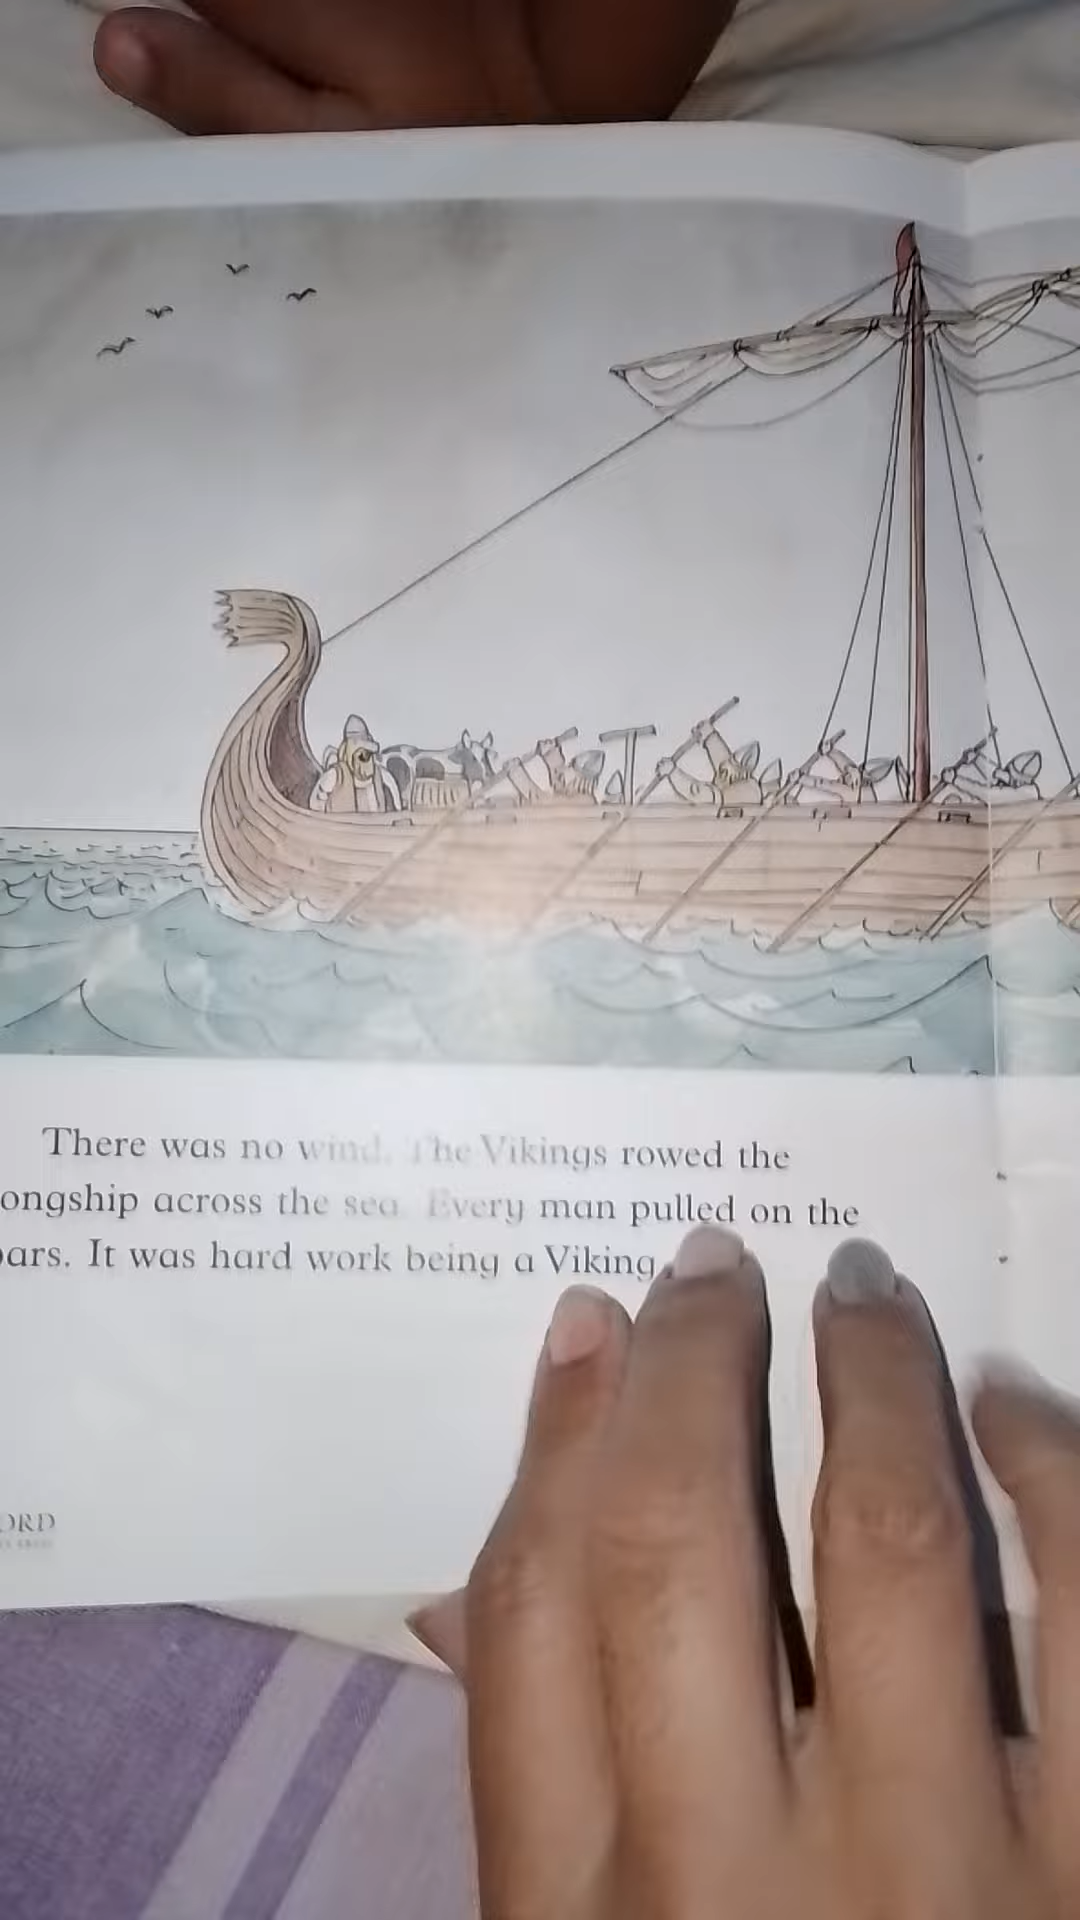 There was no wind. The Vikings rowed the
ongship across the sea. Every man pulled on the
ars. It was hard work being a Viking.
ORD